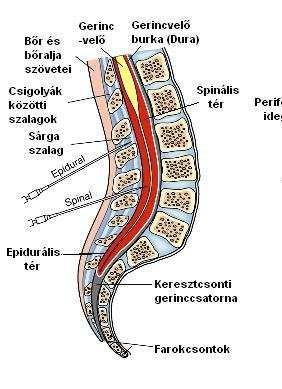 Gerinc
-velő
Gerincvelő
burka (Dura)
Bőr és
bőralja
szövetei
Csigolyák
közötti
szalagok
Spinális
tér
Perif
ideg
Sárga
szalag
Epidural
Spinal
Epidurális
tér
Keresztcsonti
gerinccsatorna
Farokcsontok